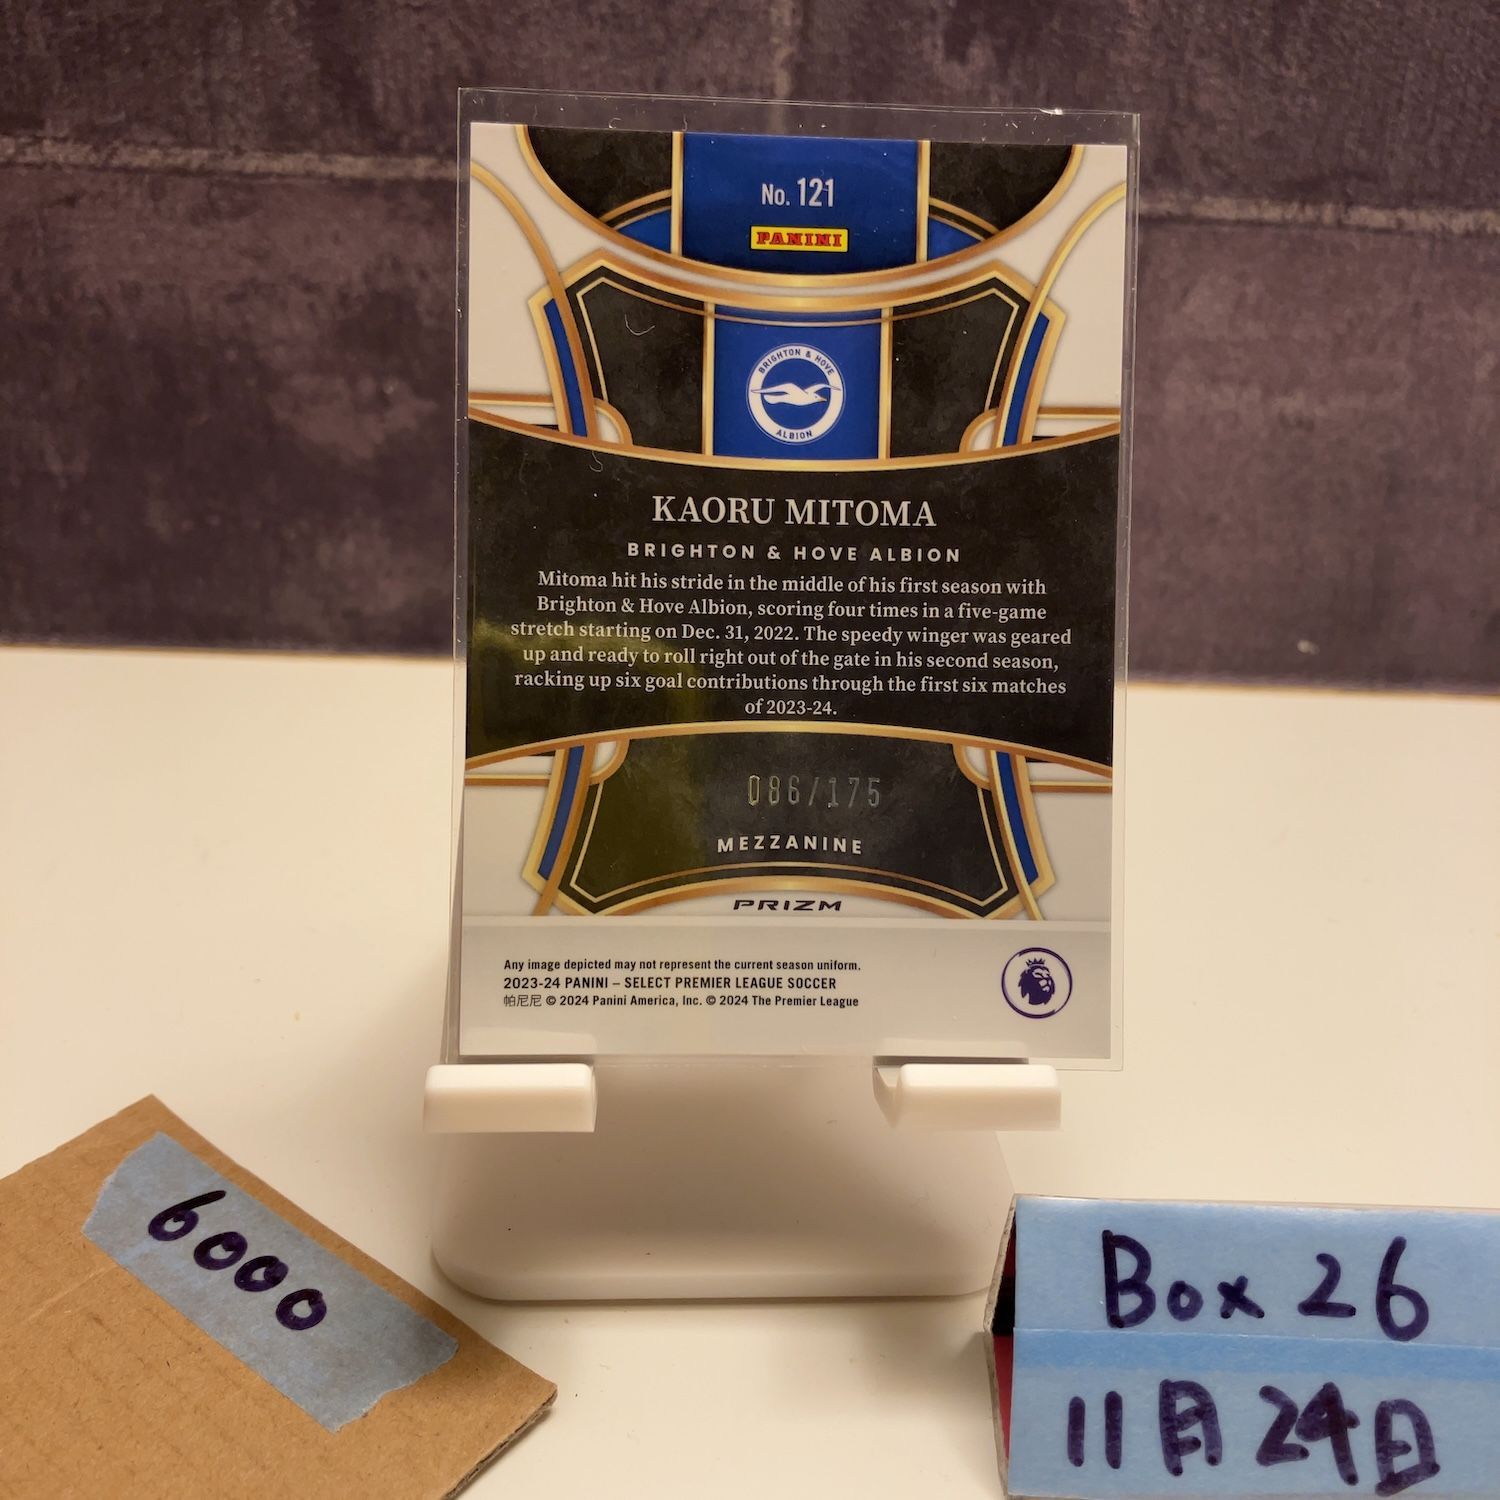 No. 121
PANINI
BRIGHTON & HOVE
ALBION
KAORU MITOMA
BRIGHTON & HOVE ALBION
Mitoma hit his stride in the middle of his first season with
Brighton & Hove Albion, scoring four times in a five-game
stretch starting on Dec. 31, 2022. The speedy winger was geared
up and ready to roll right out of the gate in his second season,
racking up six goal contributions through the first six matches
of 2023-24.
086/175
MEZZANINE
PRIZM
Any image depicted may not represent the current season uniform.
2023-24 PANINI – SELECT PREMIER LEAGUE SOCCER
帕尼尼 © 2024 Panini America, Inc. © 2024 The Premier League
6000
Box 26
11月24日